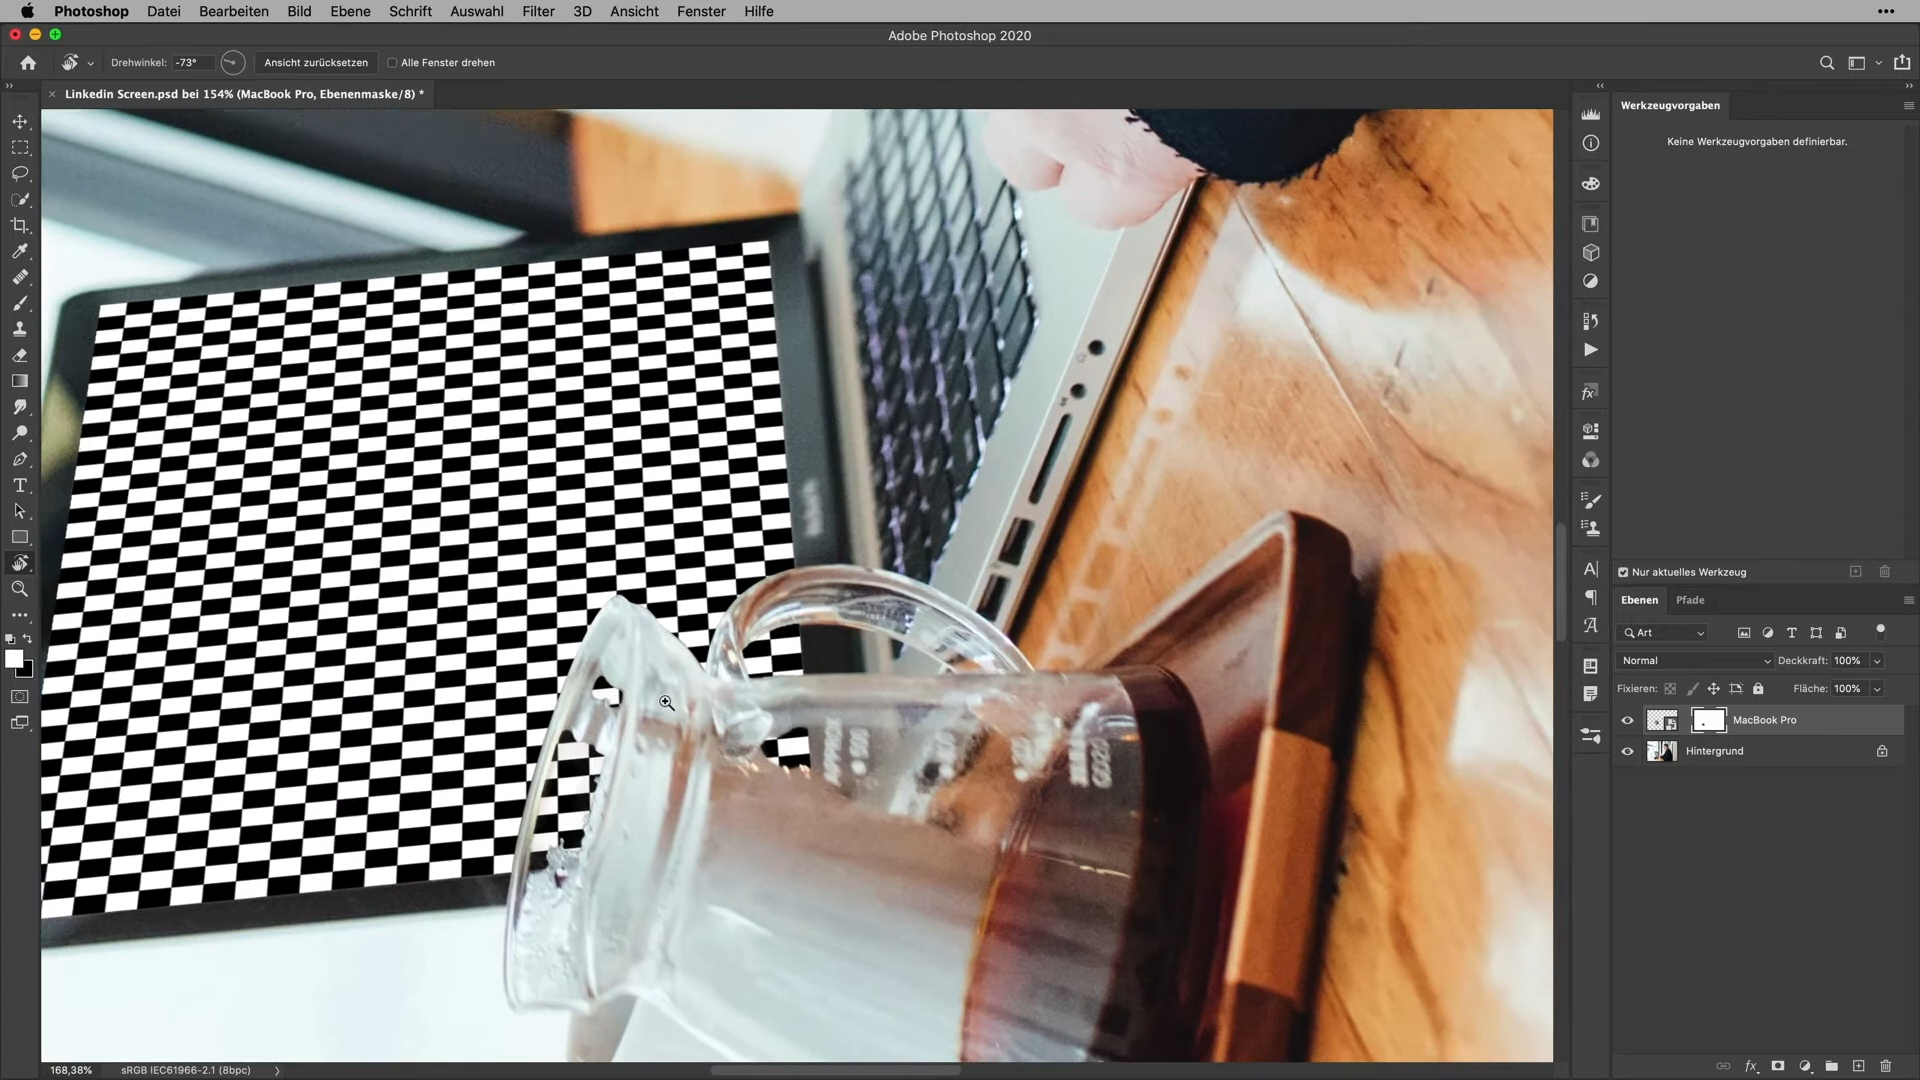 Photoshop Datei Bearbeiten Bild Ebene Schrift Auswahl Filter 3D Ansicht Fenster Hilfe
Adobe Photoshop 2020
Drehwinkel: -73° Ansicht zurücksetzen Alle Fenster drehen
Linkedin Screen.psd bei 154% (MacBook Pro, Ebenenmaske/8) *
Werkzeugvorgaben
Keine Werkzeugvorgaben definierbar.
Nur aktuelles Werkzeug
Ebenen Pfade
Art
Normal Deckkraft: 100%
Fixieren: Fläche: 100%
MacBook Pro
Hintergrund
168,38% sRGB IEC61966-2.1 (8bpc)